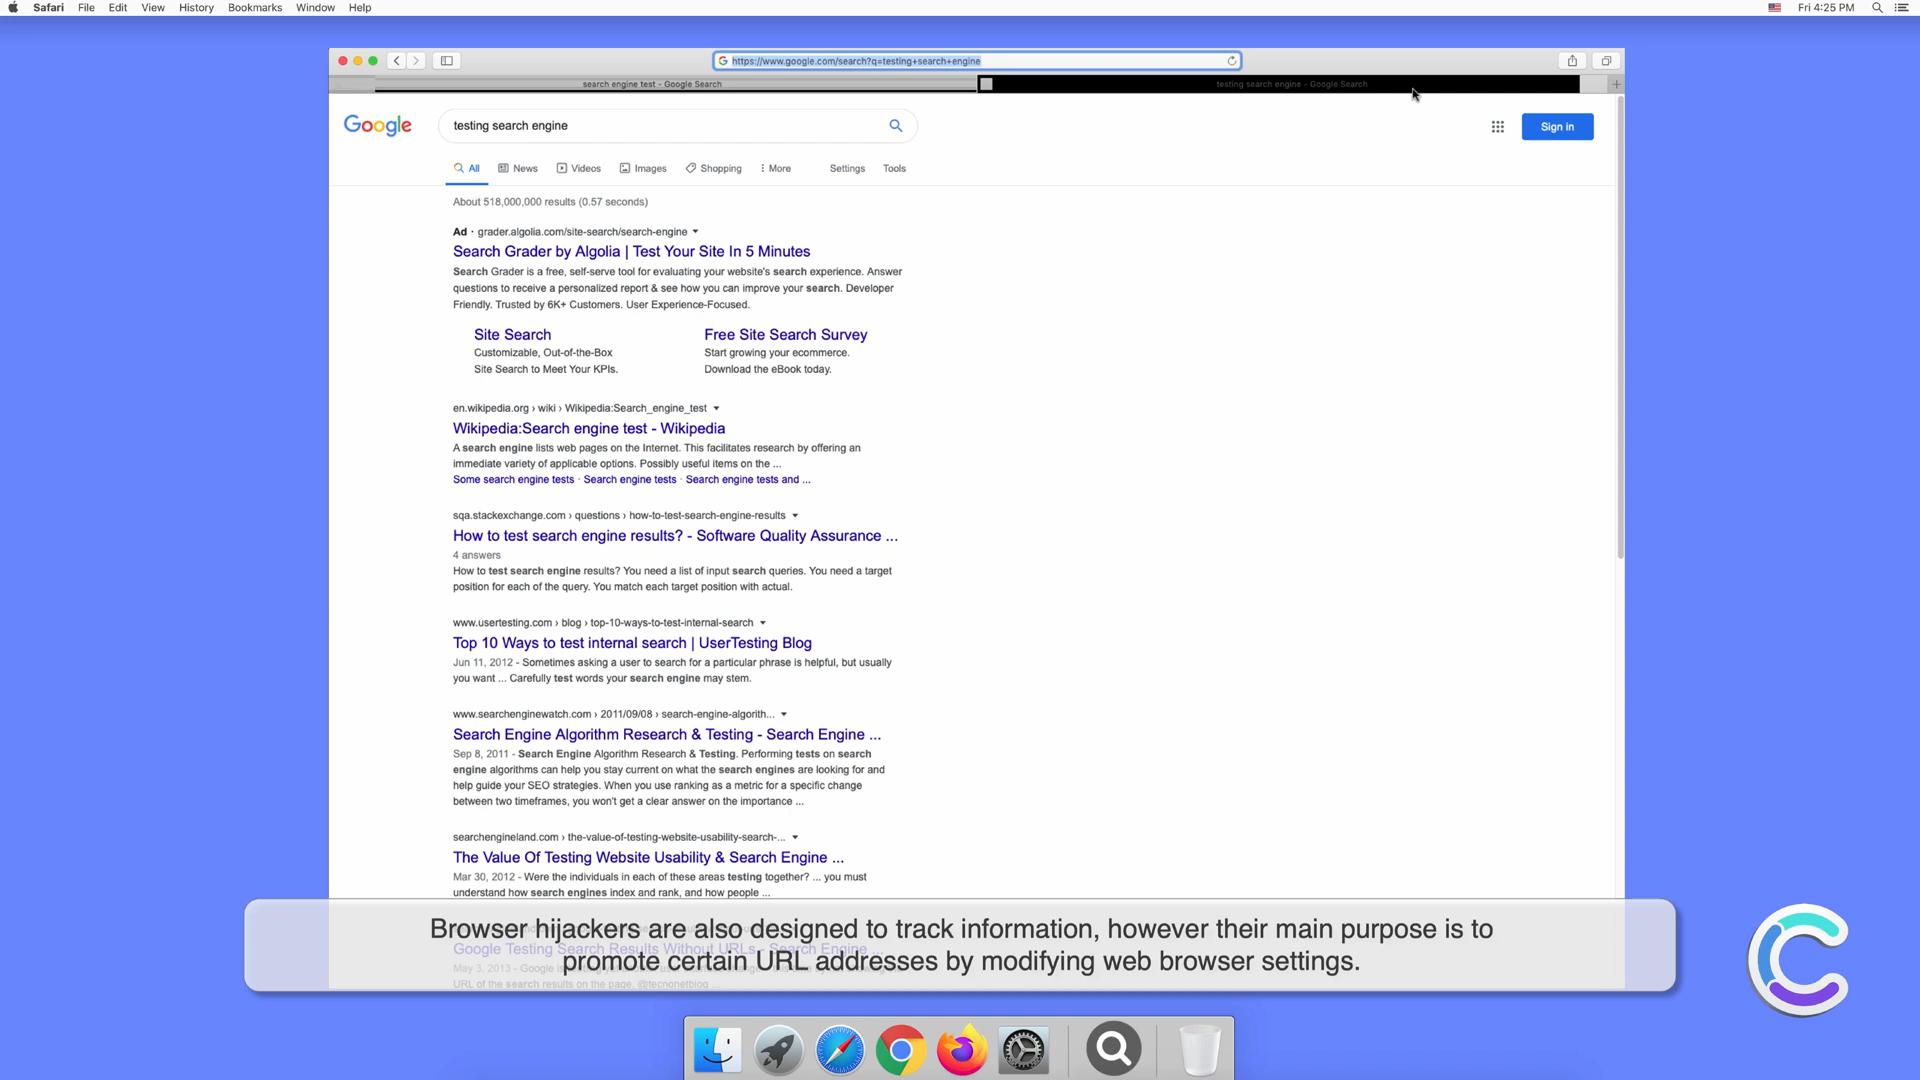 Safari File Edit View History Bookmarks Window Help Fri 4:25 PM
https://www.google.com/search?q=testing+search+engine
search engine test - Google Search testing search engine - Google Search
Google testing search engine Sign in
All News Videos Images Shopping More Settings Tools
About 518,000,000 results (0.57 seconds)
Ad · grader.algolia.com/site-search/search-engine
Search Grader by Algolia | Test Your Site In 5 Minutes
Search Grader is a free, self-serve tool for evaluating your website's search experience. Answer
questions to receive a personalized report & see how you can improve your search. Developer
Friendly. Trusted by 6K+ Customers. User Experience-Focused.
Site Search Free Site Search Survey
Customizable, Out-of-the-Box Start growing your ecommerce.
Site Search to Meet Your KPIs. Download the eBook today.
en.wikipedia.org › wiki › Wikipedia:Search_engine_test
Wikipedia:Search engine test - Wikipedia
A search engine lists web pages on the Internet. This facilitates research by offering an
immediate variety of applicable options. Possibly useful items on the ...
Some search engine tests · Search engine tests · Search engine tests and ...
sqa.stackexchange.com › questions › how-to-test-search-engine-results
How to test search engine results? - Software Quality Assurance ...
4 answers
How to test search engine results? You need a list of input search queries. You need a target
position for each of the query. You match each target position with actual.
www.usertesting.com › blog › top-10-ways-to-test-internal-search
Top 10 Ways to test internal search | UserTesting Blog
Jun 11, 2012 - Sometimes asking a user to search for a particular phrase is helpful, but usually
you want ... Carefully test words your search engine may stem.
www.searchenginewatch.com › 2011/09/08 › search-engine-algorith...
Search Engine Algorithm Research & Testing - Search Engine ...
Sep 8, 2011 - Search Engine Algorithm Research & Testing. Performing tests on search
engine algorithms can help you stay current on what the search engines are looking for and
help guide your SEO strategies. When you use ranking as a metric for a specific change
between two timeframes, you won't get a clear answer on the importance ...
searchengineland.com › the-value-of-testing-website-usability-search-...
The Value Of Testing Website Usability & Search Engine ...
Mar 30, 2012 - Were the individuals in each of these areas testing together? ... you must
understand how search engines index and rank, and how people ...
Browser hijackers are also designed to track information, however their main purpose is to
Google Testing Search Results Without URLs - Search Engine ...
promote certain URL addresses by modifying web browser settings.
May 3, 2013 - Google is
URL of the search results on the page. @tecnonetblog ...